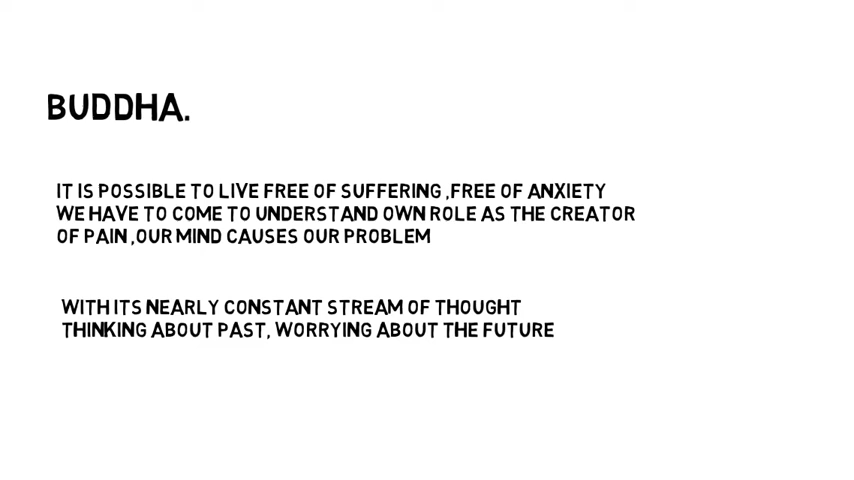 BUDDHA.
IT IS POSSIBLE TO LIVE FREE OF SUFFERING ,FREE OF ANXIETY
WE HAVE TO COME TO UNDERSTAND OWN ROLE AS THE CREATOR
OF PAIN ,OUR MIND CAUSES OUR PROBLEM
WITH ITS NEARLY CONSTANT STREAM OF THOUGHT
THINKING ABOUT PAST, WORRYING ABOUT THE FUTURE